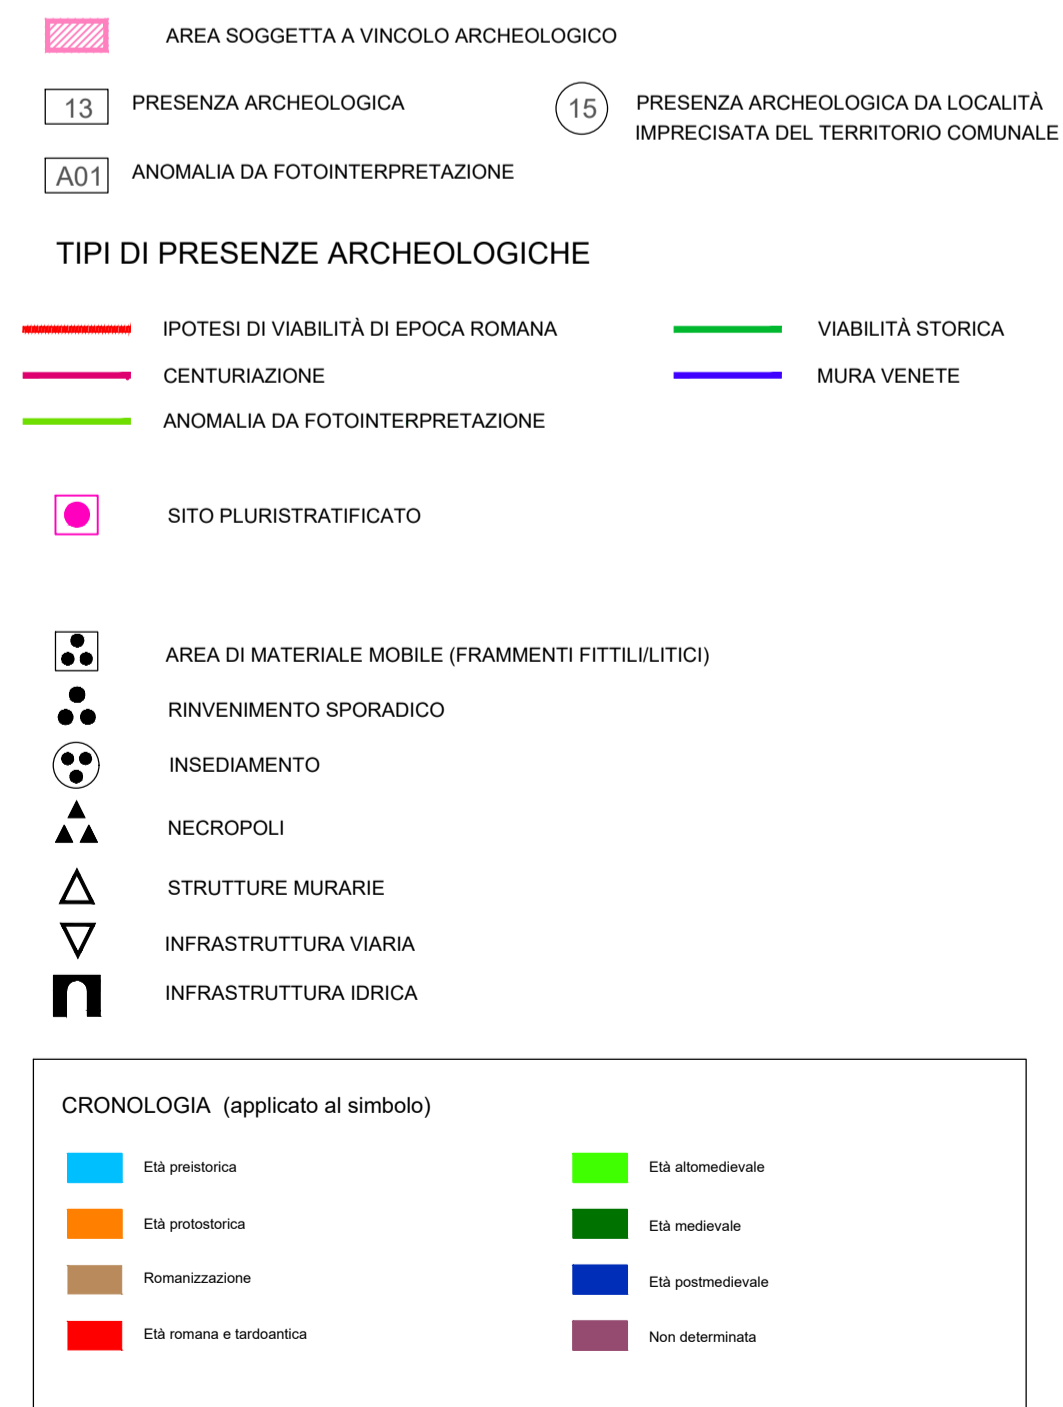 AREA SOGGETTA A VINCOLO ARCHEOLOGICO
13 PRESENZA ARCHEOLOGICA
15 PRESENZA ARCHEOLOGICA DA LOCALITÀ
IMPRECISATA DEL TERRITORIO COMUNALE
A01 ANOMALIA DA FOTOINTERPRETAZIONE
TIPI DI PRESENZE ARCHEOLOGICHE
IPOTESI DI VIABILITÀ DI EPOCA ROMANA
VIABILITÀ STORICA
CENTURIAZIONE
MURA VENETE
ANOMALIA DA FOTOINTERPRETAZIONE
SITO PLURISTRATIFICATO
AREA DI MATERIALE MOBILE (FRAMMENTI FITTILI/LITICI)
RINVENIMENTO SPORADICO
INSEDIAMENTO
NECROPOLI
STRUTTURE MURARIE
INFRASTRUTTURA VIARIA
INFRASTRUTTURA IDRICA
CRONOLOGIA (applicato al simbolo)
Età preistorica
Età protostorica
Romanizzazione
Età romana e tardoantica
Età altomedievale
Età medievale
Età postmedievale
Non determinata